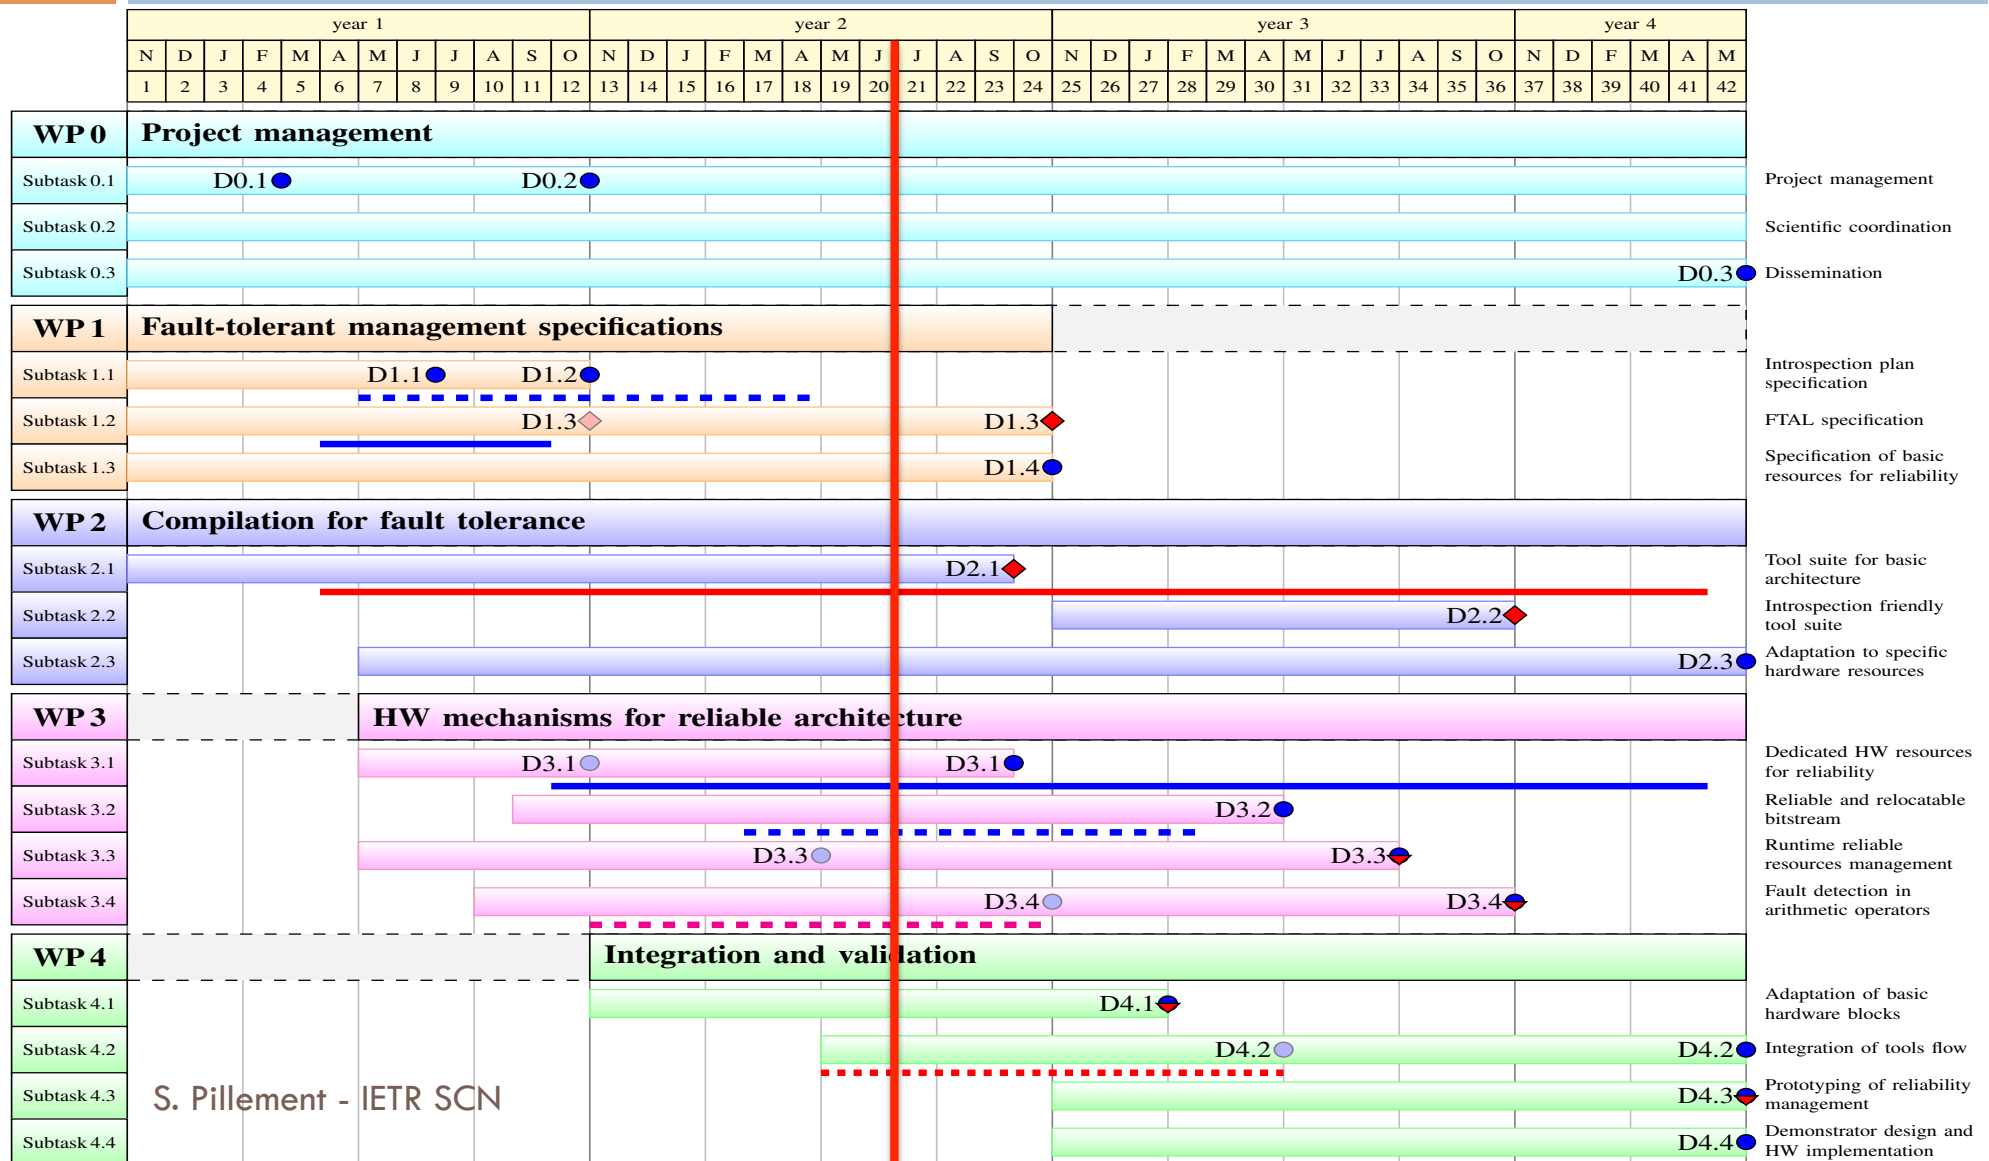 year 1 year 2 year 3 year 4
N D J F M A M J J A S O N D J F M A M J J A S O N D J F M A M J J A S O N D F M A M
1 2 3 4 5 6 7 8 9 10 11 12 13 14 15 16 17 18 19 20 21 22 23 24 25 26 27 28 29 30 31 32 33 34 35 36 37 38 39 40 41 42
WP 0 Project management
Subtask 0.1 D0.1 D0.2 Project management
Subtask 0.2 Scientific coordination
Subtask 0.3 D0.3 Dissemination
WP 1 Fault-tolerant management specifications
Subtask 1.1 D1.1 D1.2 Introspection plan
specification
Subtask 1.2 D1.3 D1.3 FTAL specification
Subtask 1.3 D1.4 Specification of basic
resources for reliability
WP 2 Compilation for fault tolerance
Subtask 2.1 D2.1 Tool suite for basic
architecture
Subtask 2.2 D2.2 Introspection friendly
tool suite
Subtask 2.3 D2.3 Adaptation to specific
hardware resources
WP 3 HW mechanisms for reliable architecture
Subtask 3.1 D3.1 D3.1 Dedicated HW resources
for reliability
Subtask 3.2 D3.2 Reliable and relocatable
bitstream
Subtask 3.3 D3.3 D3.3 Runtime reliable
resources management
Subtask 3.4 D3.4 D3.4 Fault detection in
arithmetic operators
WP 4 Integration and validation
Subtask 4.1 D4.1 Adaptation of basic
hardware blocks
Subtask 4.2 D4.2 D4.2 Integration of tools flow
Subtask 4.3 D4.3 Prototyping of reliability
management
S. Pillement - IETR SCN
Subtask 4.4 D4.4 Demonstrator design and
HW implementation